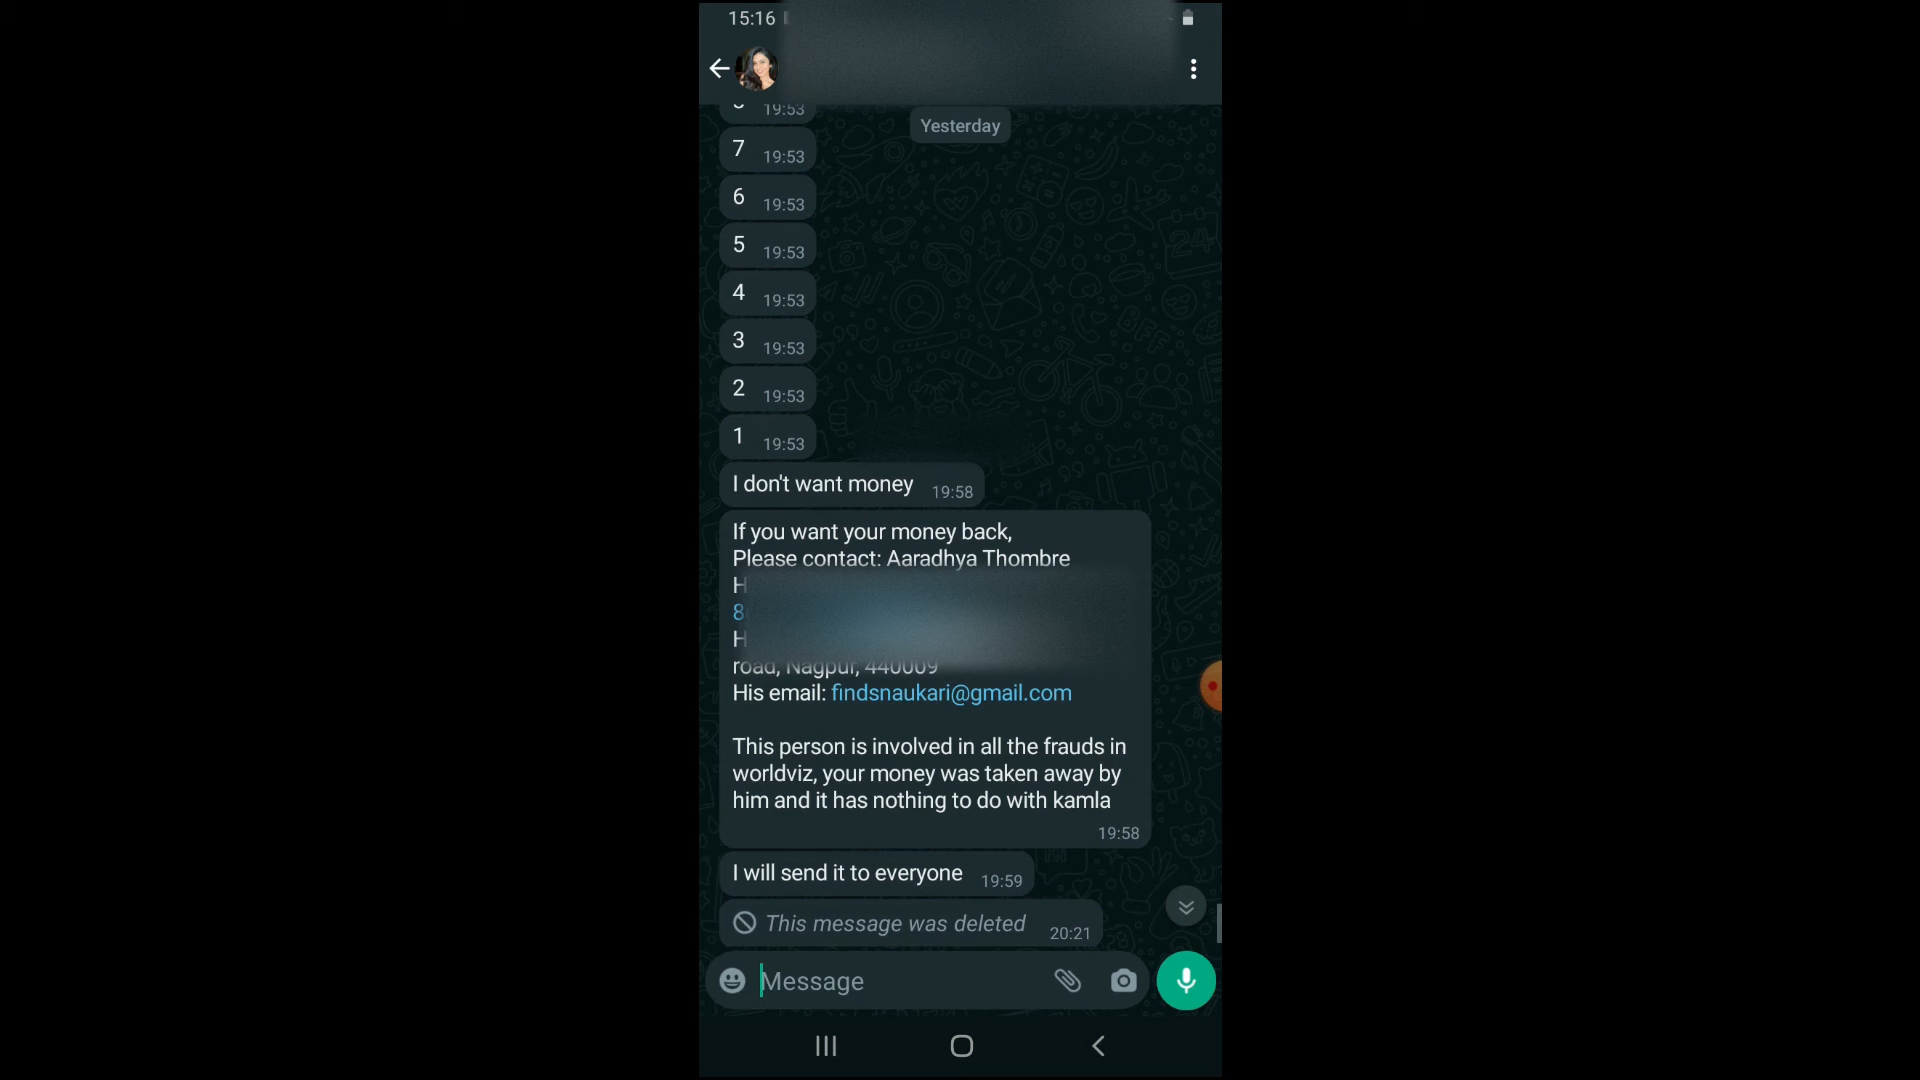 15:16
19:53
Yesterday
7 19:53
6 19:53
5 19:53
4 19:53
3 19:53
2 19:53
1 19:53
I don't want money 19:58
If you want your money back,
Please contact: Aaradhya Thombre
H
8
H
road, Nagpur, 440009
His email: findsnaukari@gmail.com
This person is involved in all the frauds in
worldviz, your money was taken away by
him and it has nothing to do with kamla
19:58
I will send it to everyone 19:59
This message was deleted 20:21
Message